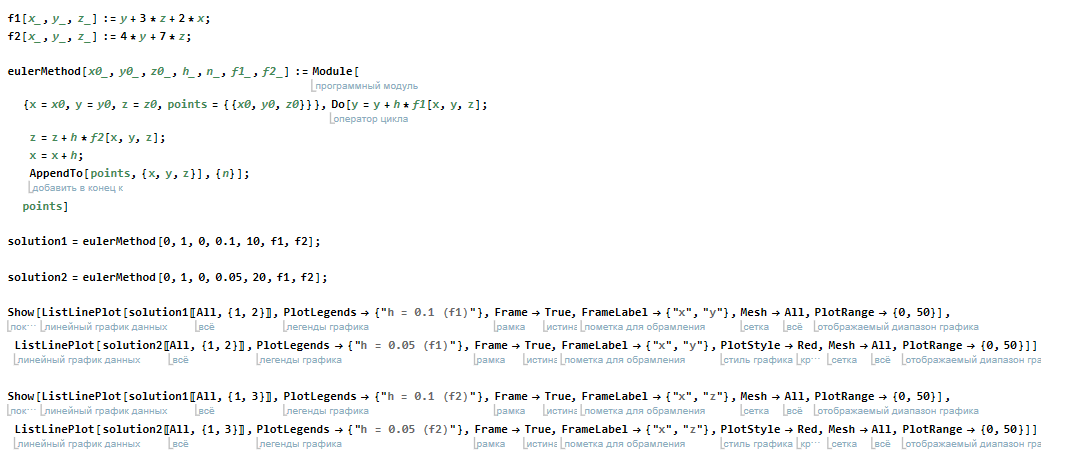 f1[x_, y_, z_] := y + 3 * z + 2 * x;
f2[x_, y_, z_] := 4 * y + 7 * z;
eulerMethod[x0_, y0_, z0_, h_, n_, f1_, f2_] := Module[
программный модуль
{x = x0, y = y0, z = z0, points = {{x0, y0, z0}}}, Do[y = y + h * f1[x, y, z];
оператор цикла
z = z + h * f2[x, y, z];
x = x + h;
AppendTo[points, {x, y, z}], {n}];
добавить в конец к
points]
solution1 = eulerMethod[0, 1, 0, 0.1, 10, f1, f2];
solution2 = eulerMethod[0, 1, 0, 0.05, 20, f1, f2];
Show[ListLinePlot[solution1〚All, {1, 2}〛, PlotLegends → {"h = 0.1 (f1)"}, Frame → True, FrameLabel → {"x", "y"}, Mesh → All, PlotRange → {0, 50}],
пок⋯ линейный график данных всё легенды графика рамка истина пометка для обрамления сетка всё отображаемый диапазон графика
ListLinePlot[solution2〚All, {1, 2}〛, PlotLegends → {"h = 0.05 (f1)"}, Frame → True, FrameLabel → {"x", "y"}, PlotStyle → Red, Mesh → All, PlotRange → {0, 50}]]
линейный график данных всё легенды графика рамка истина пометка для обрамления стиль графика кр⋯ сетка всё отображаемый диапазон гра
Show[ListLinePlot[solution1〚All, {1, 3}〛, PlotLegends → {"h = 0.1 (f2)"}, Frame → True, FrameLabel → {"x", "z"}, Mesh → All, PlotRange → {0, 50}],
пок⋯ линейный график данных всё легенды графика рамка истина пометка для обрамления сетка всё отображаемый диапазон графика
ListLinePlot[solution2〚All, {1, 3}〛, PlotLegends → {"h = 0.05 (f2)"}, Frame → True, FrameLabel → {"x", "z"}, PlotStyle → Red, Mesh → All, PlotRange → {0, 50}]]
линейный график данных всё легенды графика рамка истина пометка для обрамления стиль графика кр⋯ сетка всё отображаемый диапазон гра